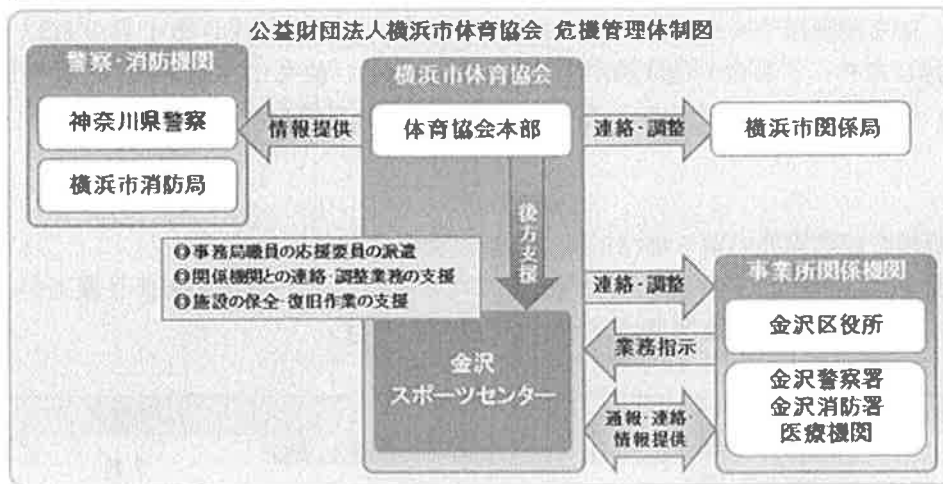 公益財団法人横浜市体育協会 危機管理体制図
警察・消防機関
神奈川県警察
横浜市消防局
情報提供
横浜市体育協会
体育協会本部
連絡・調整
横浜市関係局
後方支援
❶事務局職員の応援委員の派遣
❷関係機関との連絡・調整業務の支援
❸施設の保全・復旧作業の支援
金沢
スポーツセンター
連絡・調整
業務指示
通報・連絡・
情報提供
事業所関係機関
金沢区役所
金沢警察署
金沢消防署
医療機関